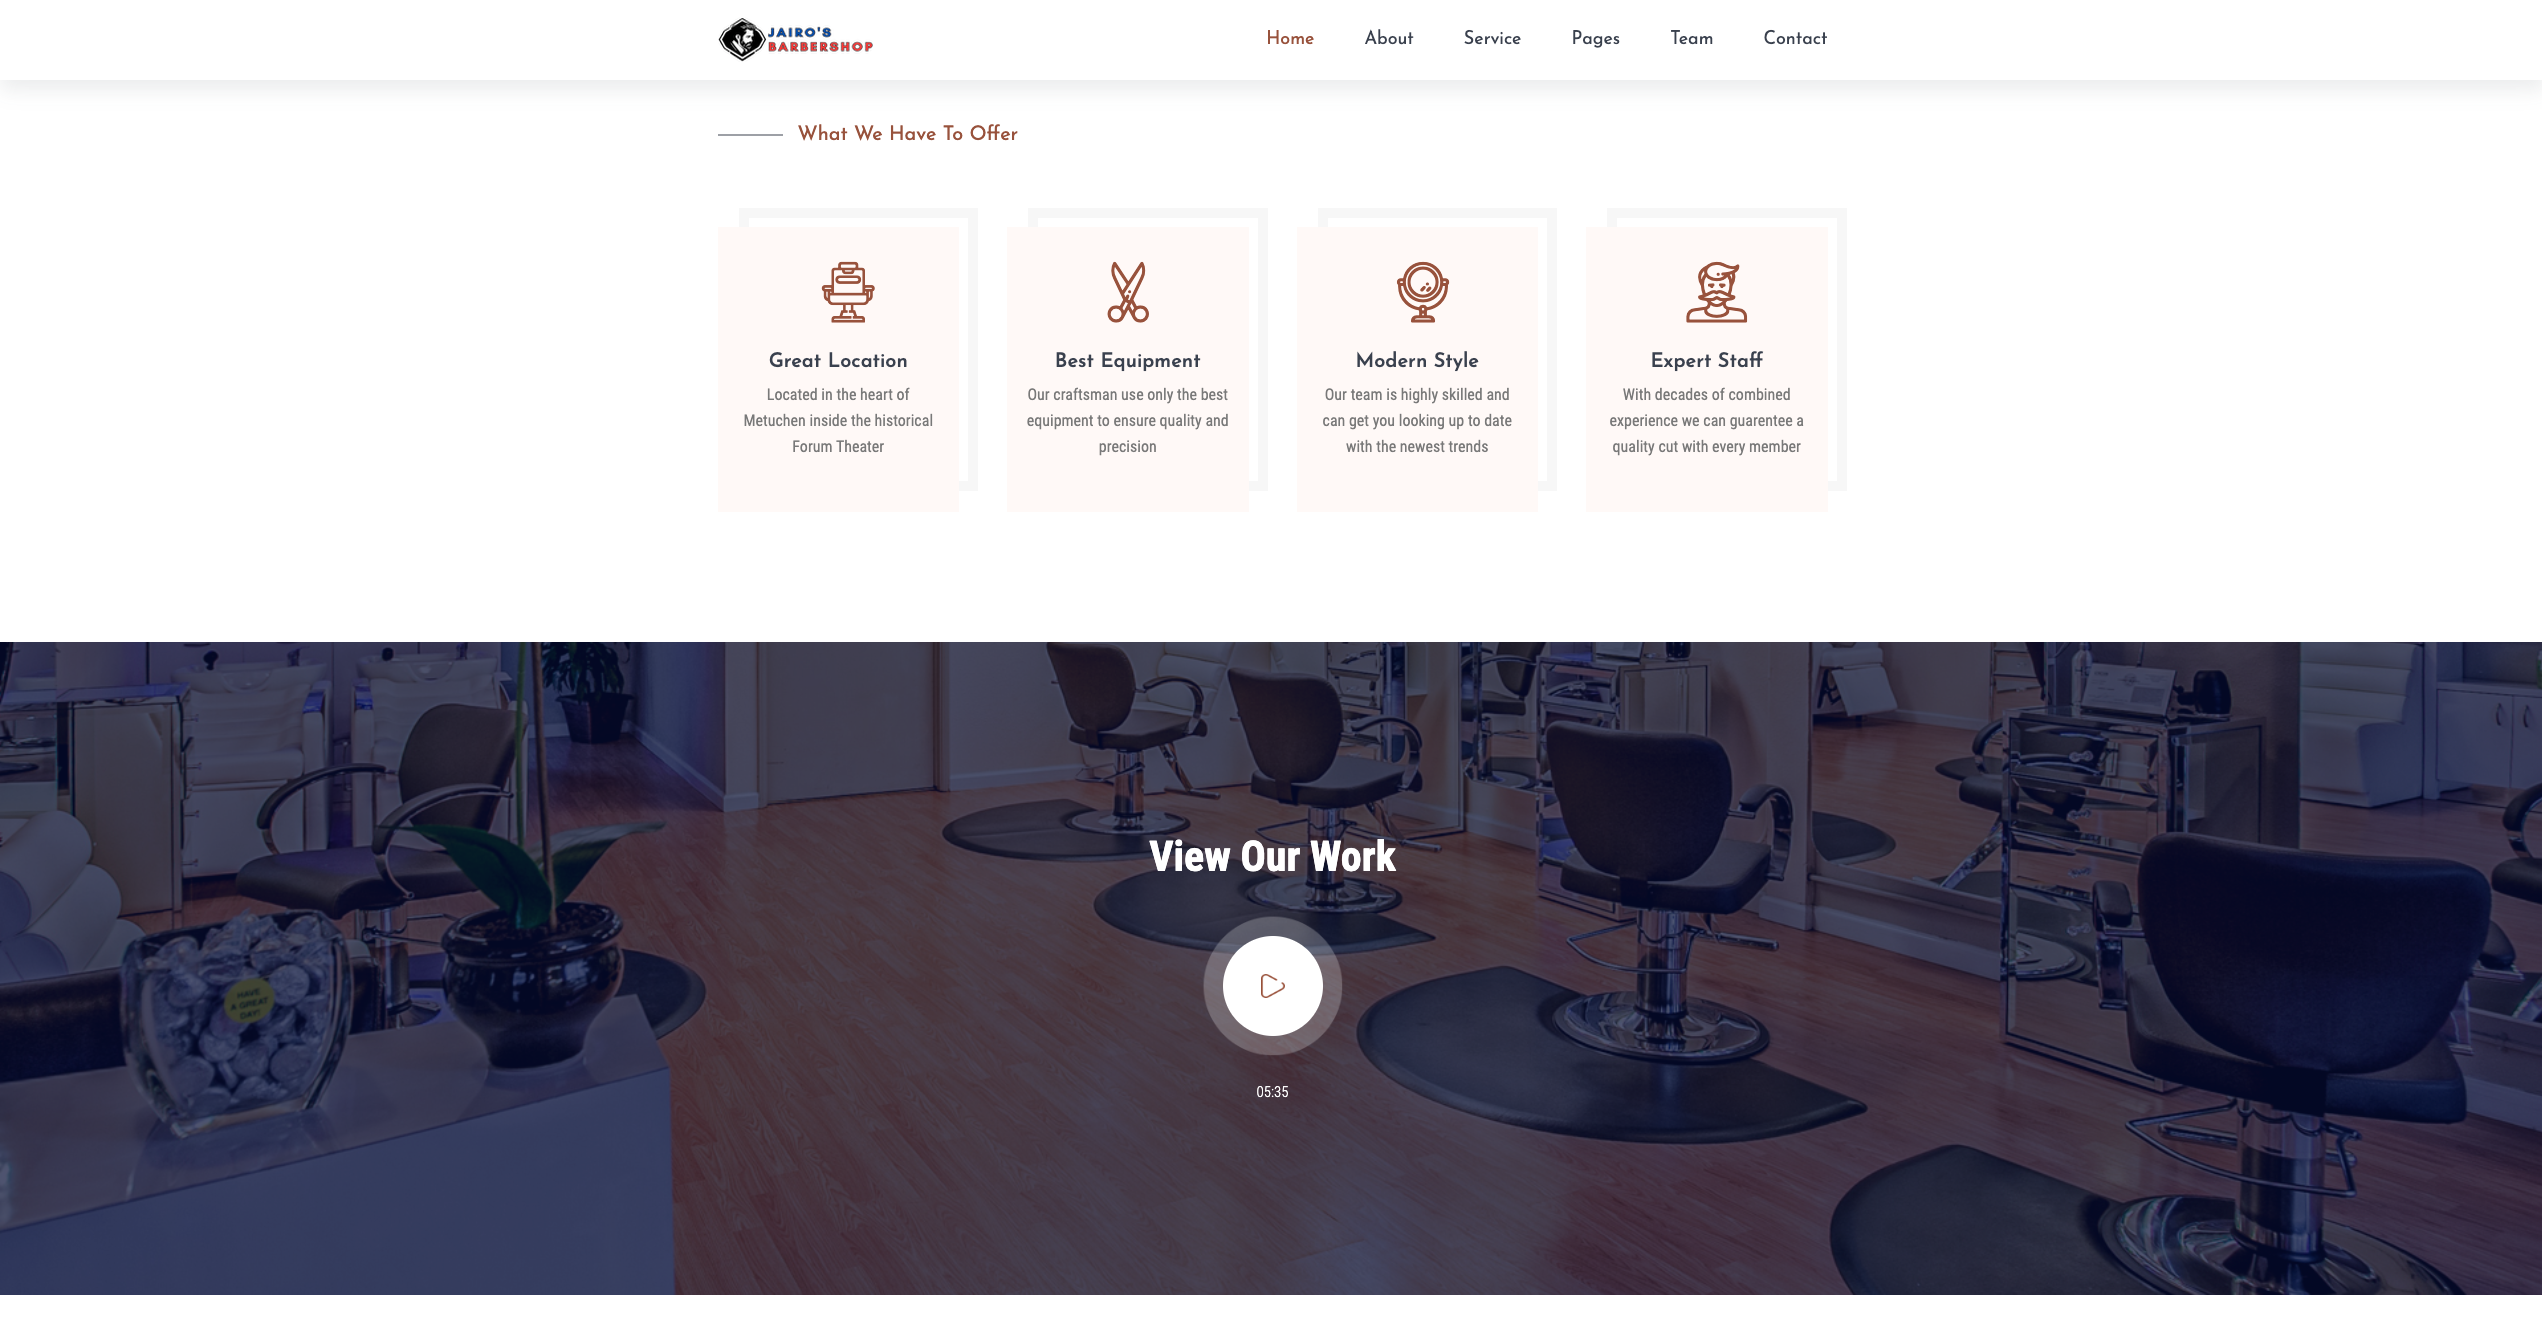 JAIRO'S
BARBERSHOP
Home About Service Pages Team Contact
What We Have To Offer
Great Location
Located in the heart of
Metuchen inside the historical
Forum Theater
Best Equipment
Our craftsman use only the best
equipment to ensure quality and
precision
Modern Style
Our team is highly skilled and
can get you looking up to date
with the newest trends
Expert Staff
With decades of combined
experience we can guarentee a
quality cut with every member
View Our Work
05:35
HAVE
A GREAT
DAY!